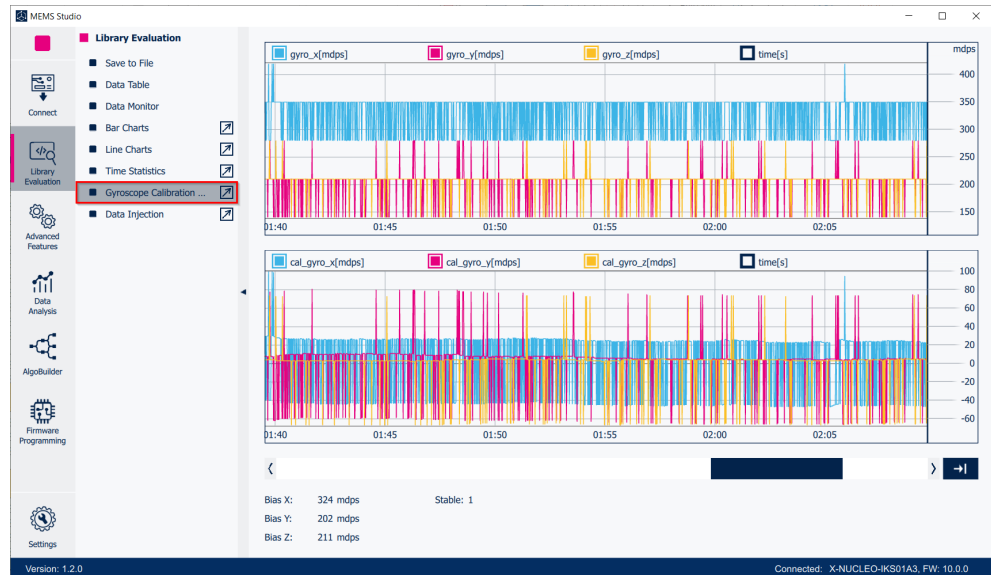 MEMS Studio
Connect
Library
Evaluation
Advanced
Features
Data
Analysis
AlgoBuilder
Firmware
Programming
Settings
Library Evaluation
Save to File
Data Table
Data Monitor
Bar Charts
Line Charts
Time Statistics
Gyroscope Calibration ...
Data Injection
gyro_x[mdps] gyro_y[mdps] gyro_z[mdps] time[s]
mdps
400
350
300
250
200
150
01:40 01:45 01:50 01:55 02:00 02:05
cal_gyro_x[mdps] cal_gyro_y[mdps] cal_gyro_z[mdps] time[s]
100
80
60
40
20
0
-20
-40
-60
01:40 01:45 01:50 01:55 02:00 02:05
Bias X: 324 mdps Stable: 1
Bias Y: 202 mdps
Bias Z: 211 mdps
Version: 1.2.0 Connected: X-NUCLEO-IKS01A3, FW: 10.0.0